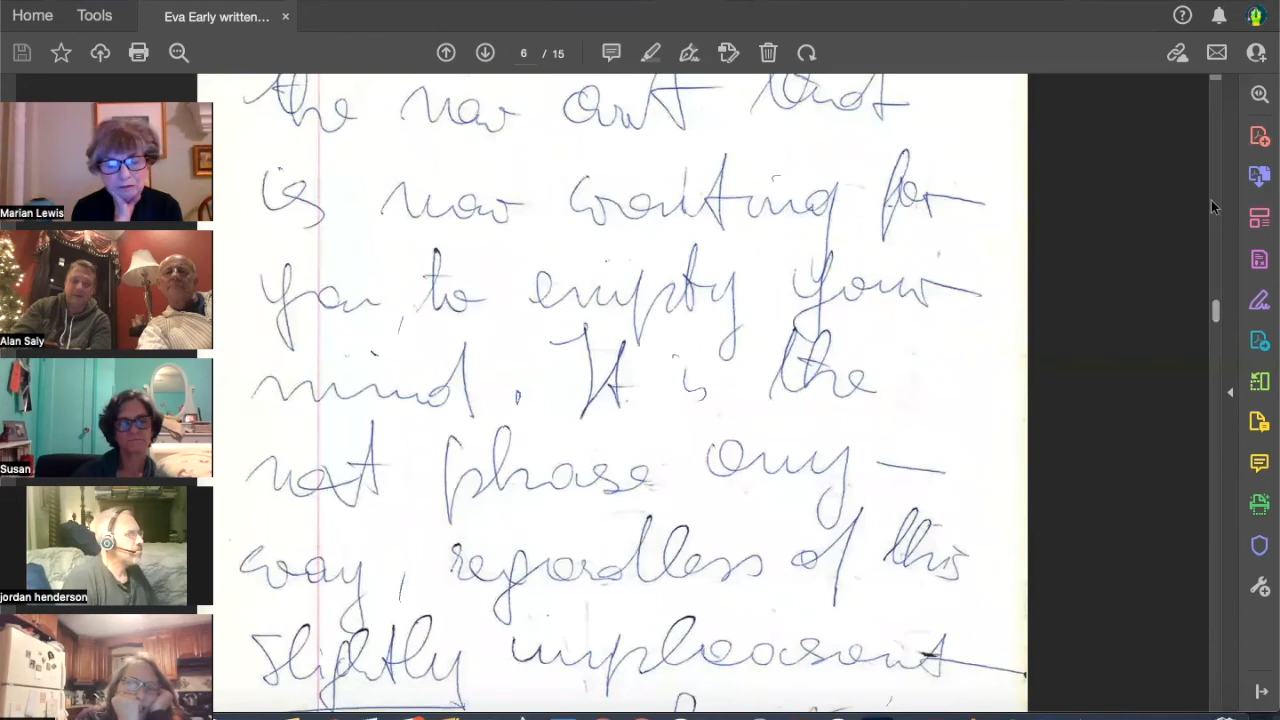 Home
Tools
Eva Early written...
6 / 15
the new art that
is now waiting for
you, to empty your
mind. It is the
next phase any—
way, regardless of this
slightly unpleasant
Marian Lewis
Alan Saly
Susan
jordan henderson